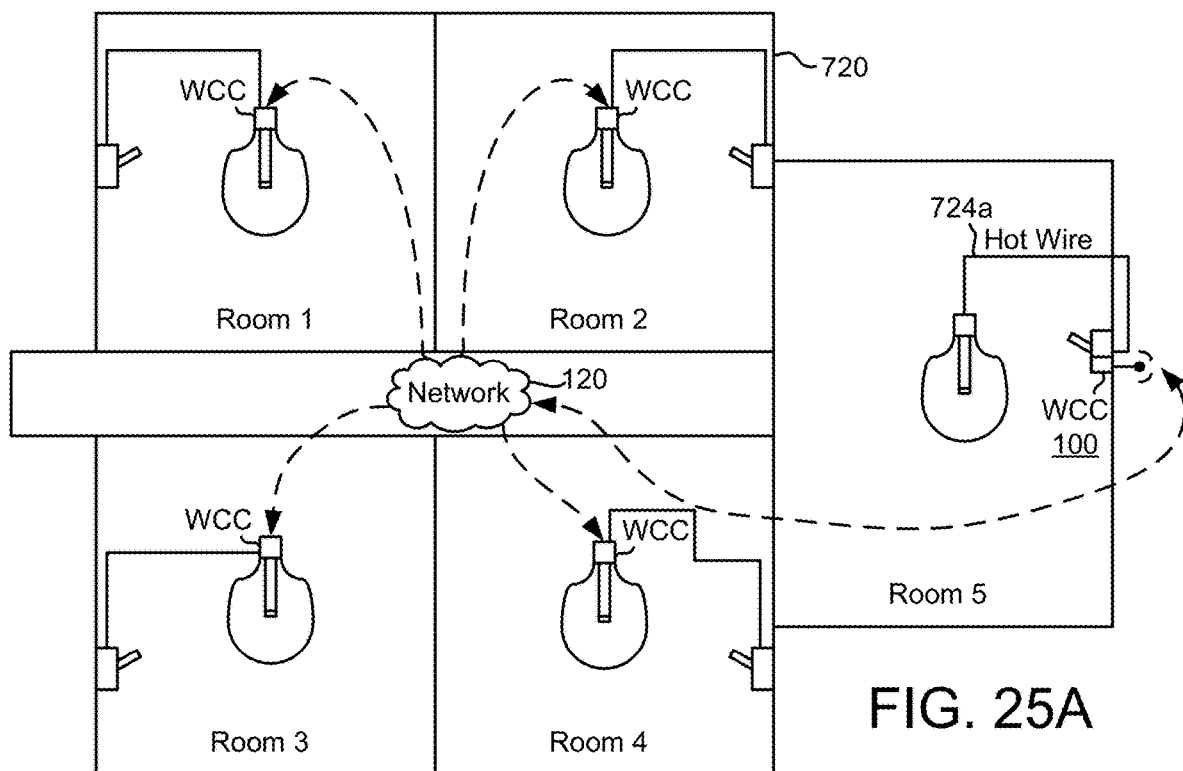 WCC
WCC
720
724a
Hot Wire
Room 1
Room 2
Network
120
WCC
100
WCC
WCC
Room 5
Room 3
Room 4
FIG. 25A